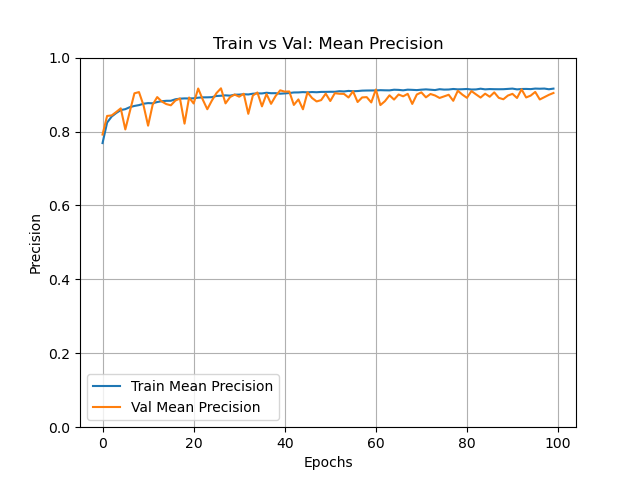 Train vs Val: Mean Precision
1.0
0.8
0.6
0.4
0.2
0.0
Precision
Train Mean Precision
Val Mean Precision
0 20 40 60 80 100
Epochs